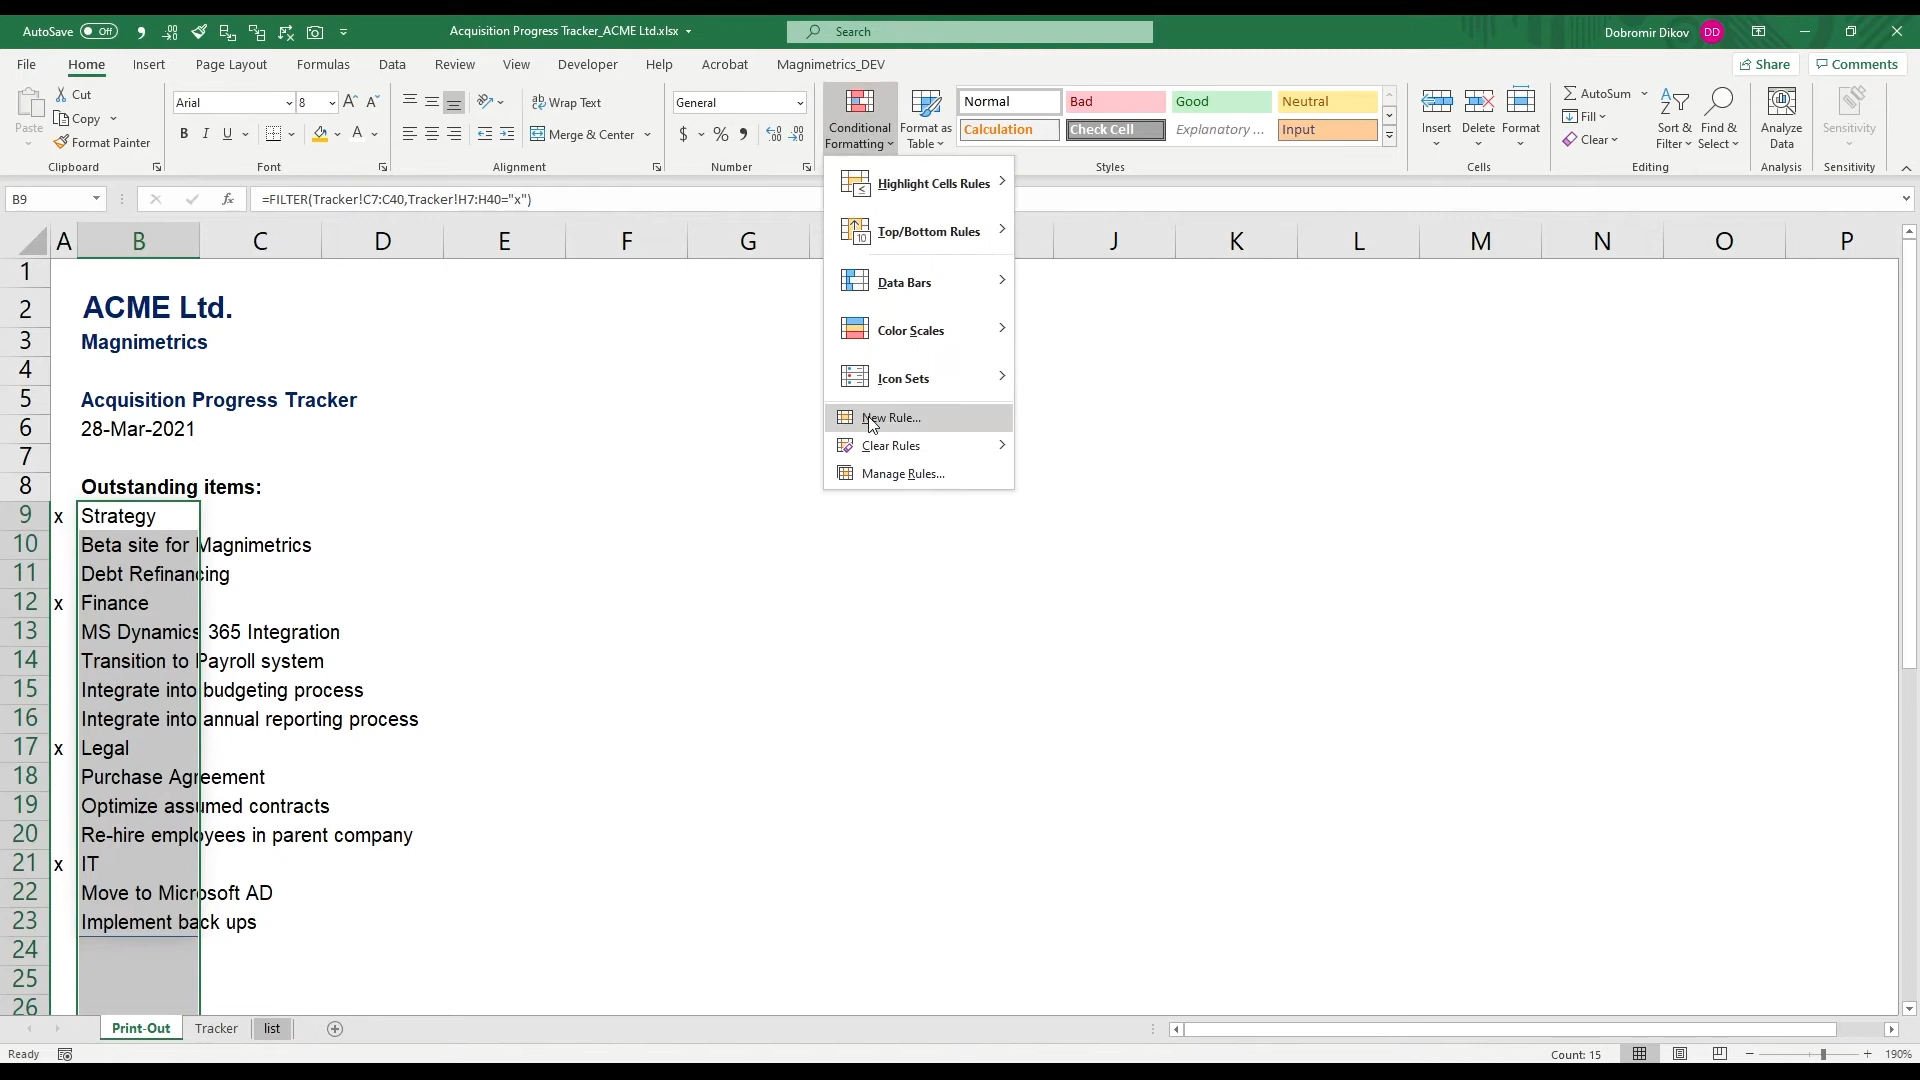 AutoSave Off
Acquisition Progress Tracker_ACME Ltd.xlsx
Search
Dobromir Dikov DD
File Home Insert Page Layout Formulas Data Review View Developer Help Acrobat Magnimetrics_DEV
Share Comments
Paste
Cut
Copy
Format Painter
Clipboard
Arial 8
B I U
Font
Wrap Text
Merge & Center
Alignment
General
$ % 9
Number
Conditional Formatting
Format as Table
Normal Bad Good Neutral
Calculation Check Cell Explanatory ... Input
Styles
Insert Delete Format
Cells
AutoSum
Fill
Clear
Sort & Filter
Find & Select
Editing
Analyze Data
Analysis
Sensitivity
Sensitivity
B9
fx
=FILTER(Tracker!C7:C40,Tracker!H7:H40="x")
Highlight Cells Rules
Top/Bottom Rules
Data Bars
Color Scales
Icon Sets
New Rule...
Clear Rules
Manage Rules...
A B C D E F G J K L M N O P
1
2 ACME Ltd.
3 Magnimetrics
4
5 Acquisition Progress Tracker
6 28-Mar-2021
7
8 Outstanding items:
9 x Strategy
10 Beta site for Magnimetrics
11 Debt Refinancing
12 x Finance
13 MS Dynamics 365 Integration
14 Transition to Payroll system
15 Integrate into budgeting process
16 Integrate into annual reporting process
17 x Legal
18 Purchase Agreement
19 Optimize assumed contracts
20 Re-hire employees in parent company
21 x IT
22 Move to Microsoft AD
23 Implement back ups
24
25
26
Print-Out Tracker list
Ready
Count: 15
190%